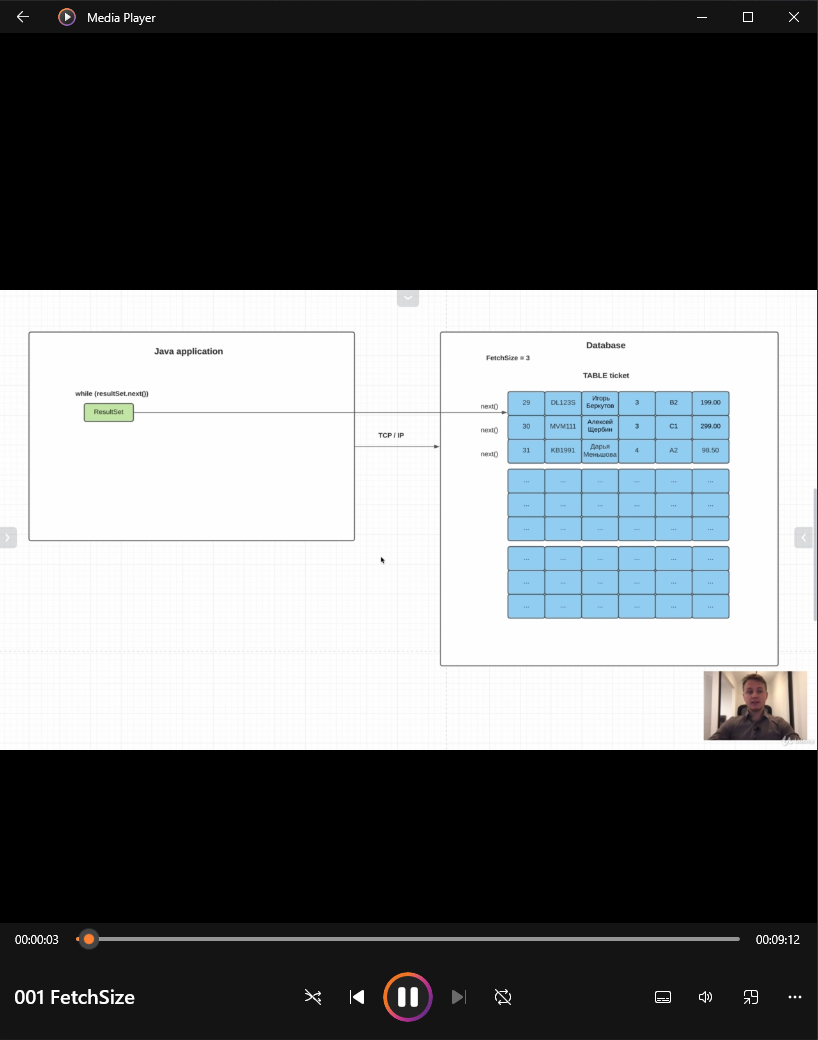 Media Player
Java application
while (resultSet.next())
ResultSet
TCP / IP
Database
FetchSize = 3
TABLE ticket
next() 29 DL123S Игорь Беркутов 3 B2 199.00
next() 30 MVM111 Алексей Щербин 3 C1 299.00
next() 31 KB1991 Дарья Меньшова 4 A2 98.50
... ... ... ... ... ...
... ... ... ... ... ...
... ... ... ... ... ...
... ... ... ... ... ...
... ... ... ... ... ...
... ... ... ... ... ...
00:00:03
00:09:12
001 FetchSize